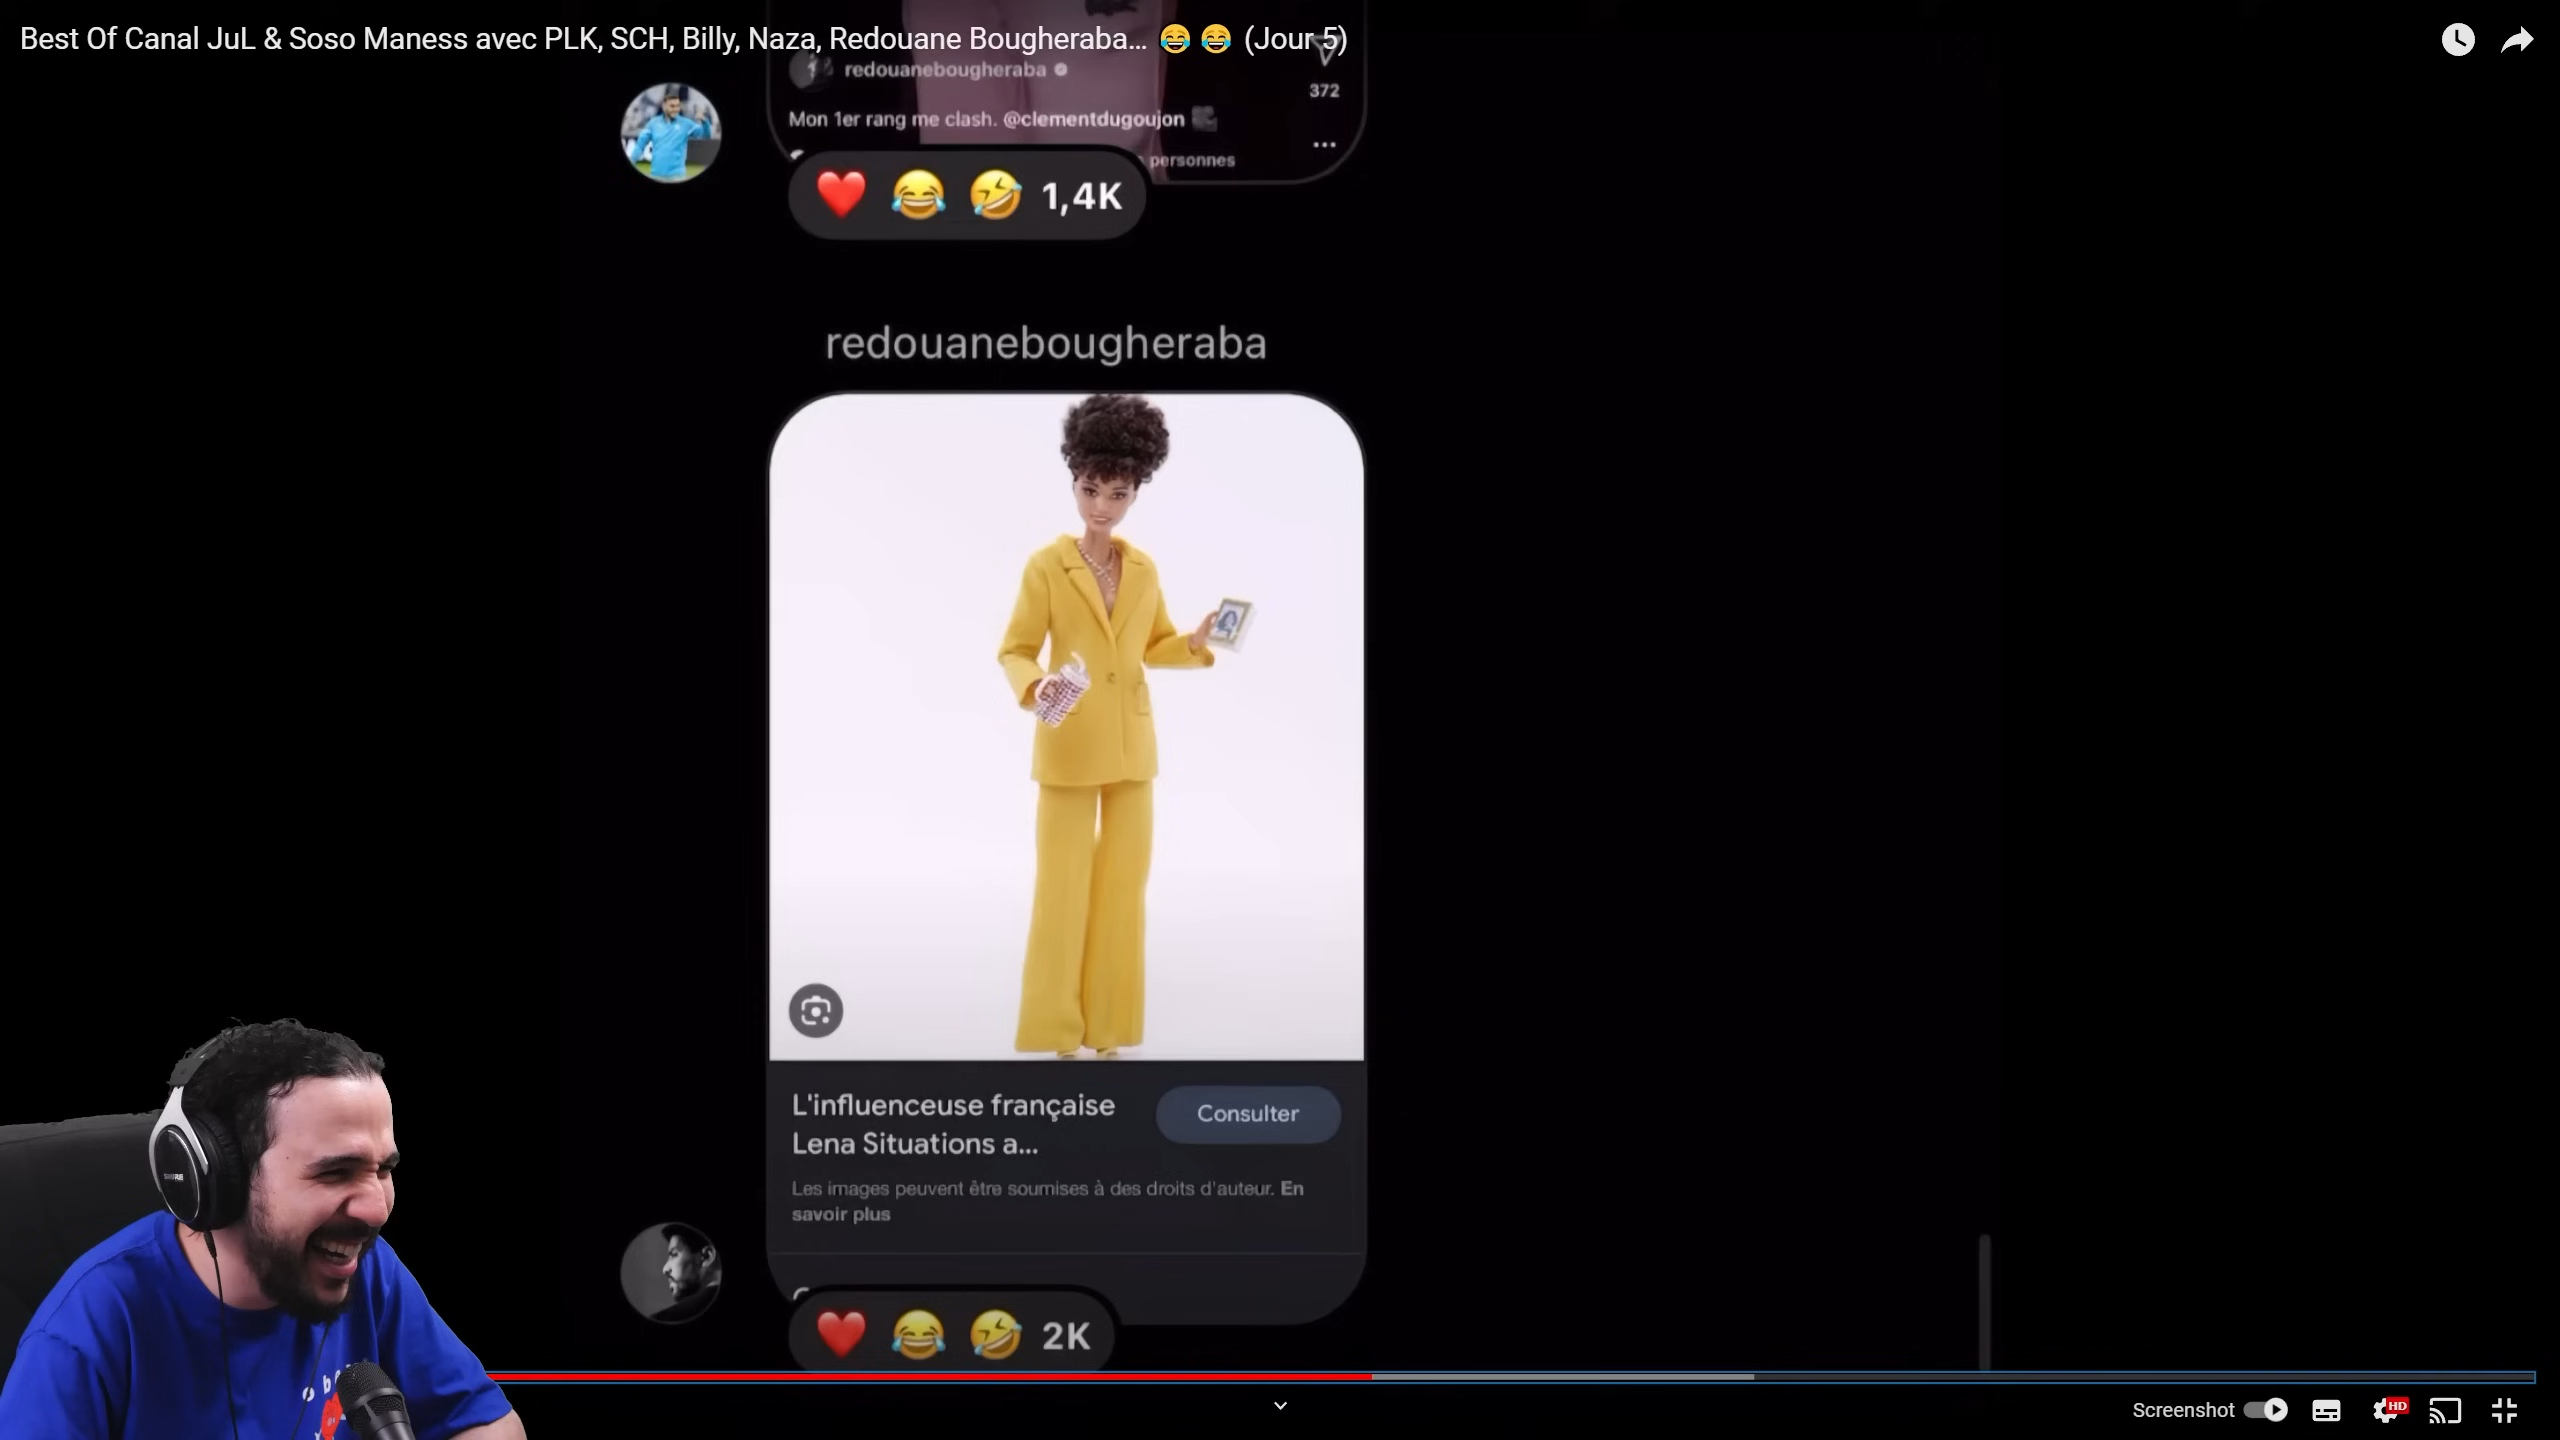 Best Of Canal JuL & Soso Maness avec PLK, SCH, Billy, Naza, Redouane Bougheraba... 😂 😂 (Jour 5)
redouanebougheraba
372
Mon 1er rang me clash. @clementdugoujon
personnes
❤️ 😂 🤣 1,4K
redouanebougheraba
L'influenceuse française
Lena Situations a...
Consulter
Les images peuvent être soumises à des droits d'auteur. En
savoir plus
❤️ 😂 🤣 2K
Screenshot
HD